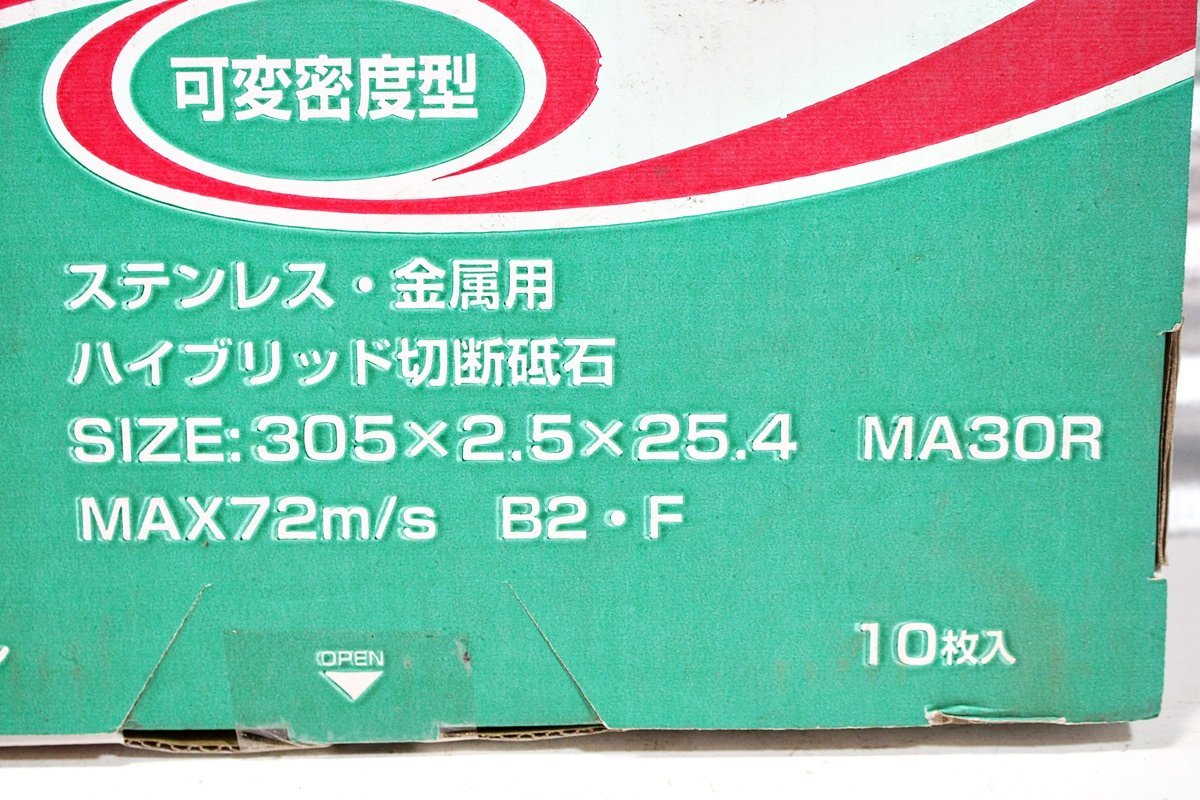 可変密度型
ステンレス・金属用
ハイブリッド切断砥石
SIZE:305×2.5×25.4 MA30R
MAX72m/s B2・F
10枚入
OPEN